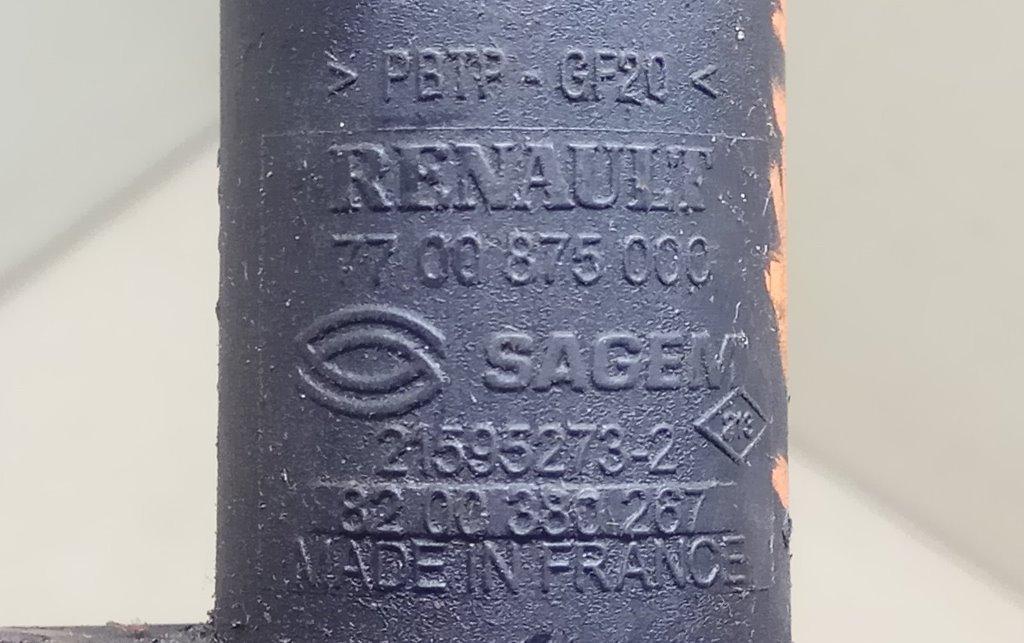 > PBTP - GF20 <
RENAULT
77 00 875 000
SAGEM
21595273-2
82 00 380 267
MADE IN FRANCE